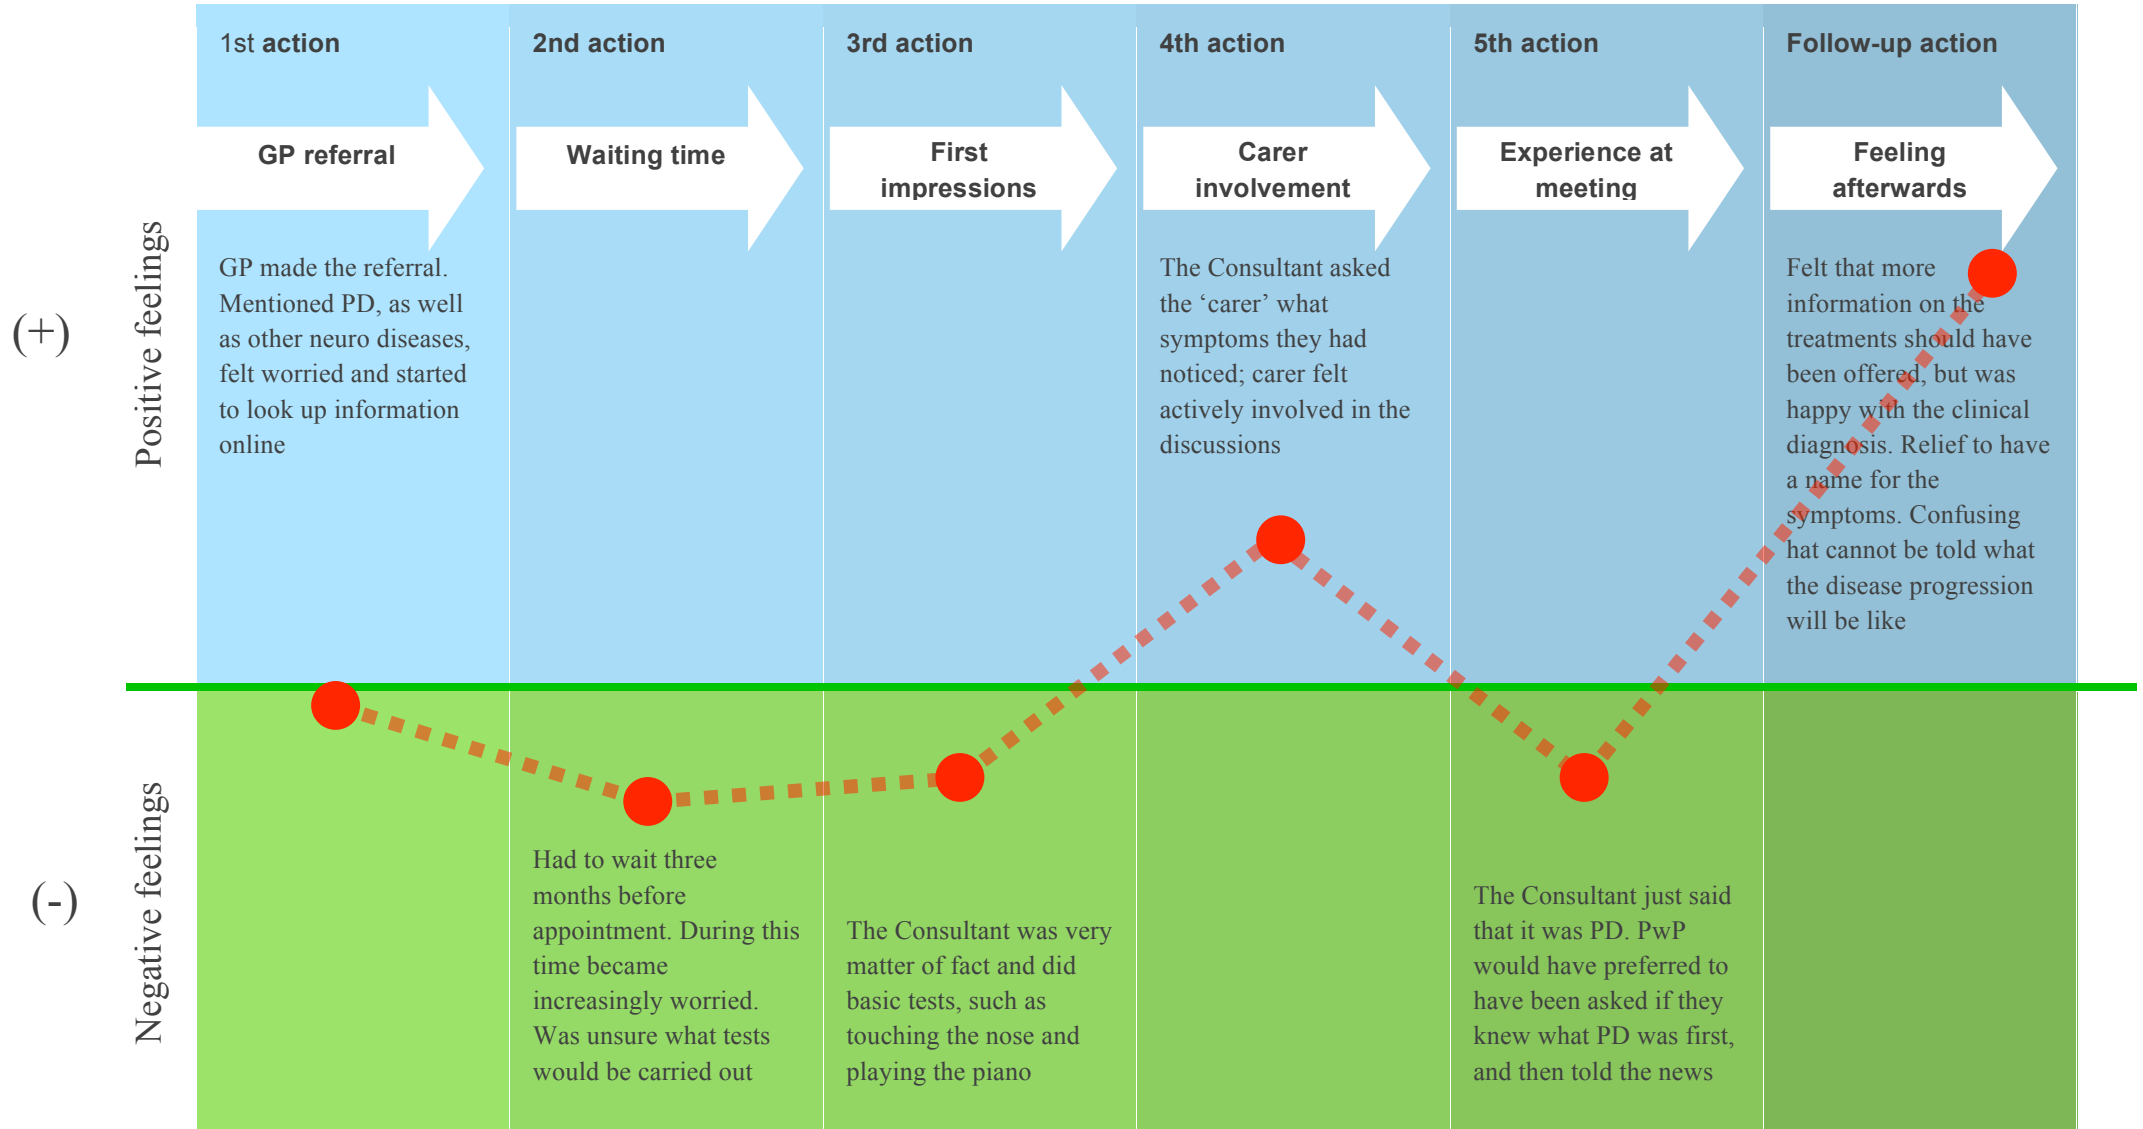 1st action
2nd action
3rd action
4th action
5th action
Follow-up action
GP referral
Waiting time
First
impressions
Carer
involvement
Experience at
meeting
Feeling
afterwards
(+)
Positive feelings
GP made the referral.
Mentioned PD, as well
as other neuro diseases,
felt worried and started
to look up information
online
The Consultant asked
the ‘carer’ what
symptoms they had
noticed; carer felt
actively involved in the
discussions
Felt that more
information on the
treatments should have
been offered, but was
happy with the clinical
diagnosis. Relief to have
a name for the
symptoms. Confusing
hat cannot be told what
the disease progression
will be like
(-)
Negative feelings
Had to wait three
months before
appointment. During this
time became
increasingly worried.
Was unsure what tests
would be carried out
The Consultant was very
matter of fact and did
basic tests, such as
touching the nose and
playing the piano
The Consultant just said
that it was PD. PwP
would have preferred to
have been asked if they
knew what PD was first,
and then told the news